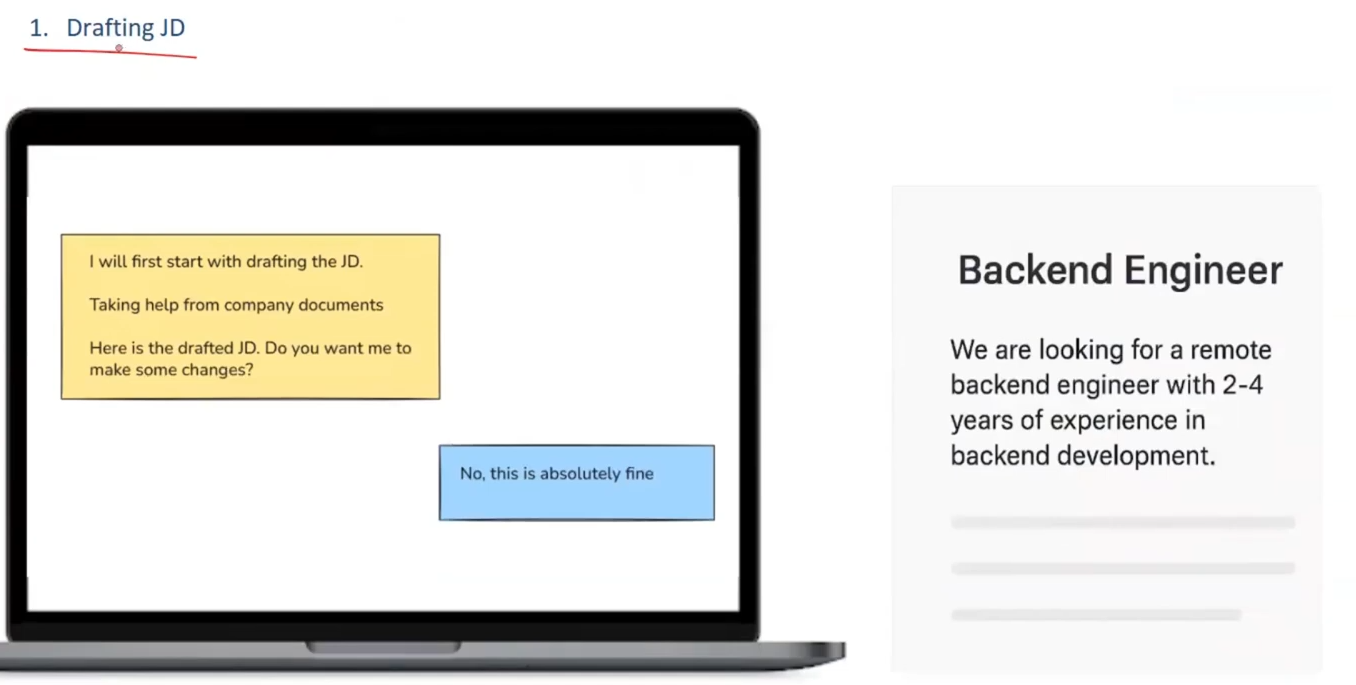 1. Drafting JD
I will first start with drafting the JD.
Taking help from company documents
Here is the drafted JD. Do you want me to
make some changes?
No, this is absolutely fine
Backend Engineer
We are looking for a remote
backend engineer with 2-4
years of experience in
backend development.